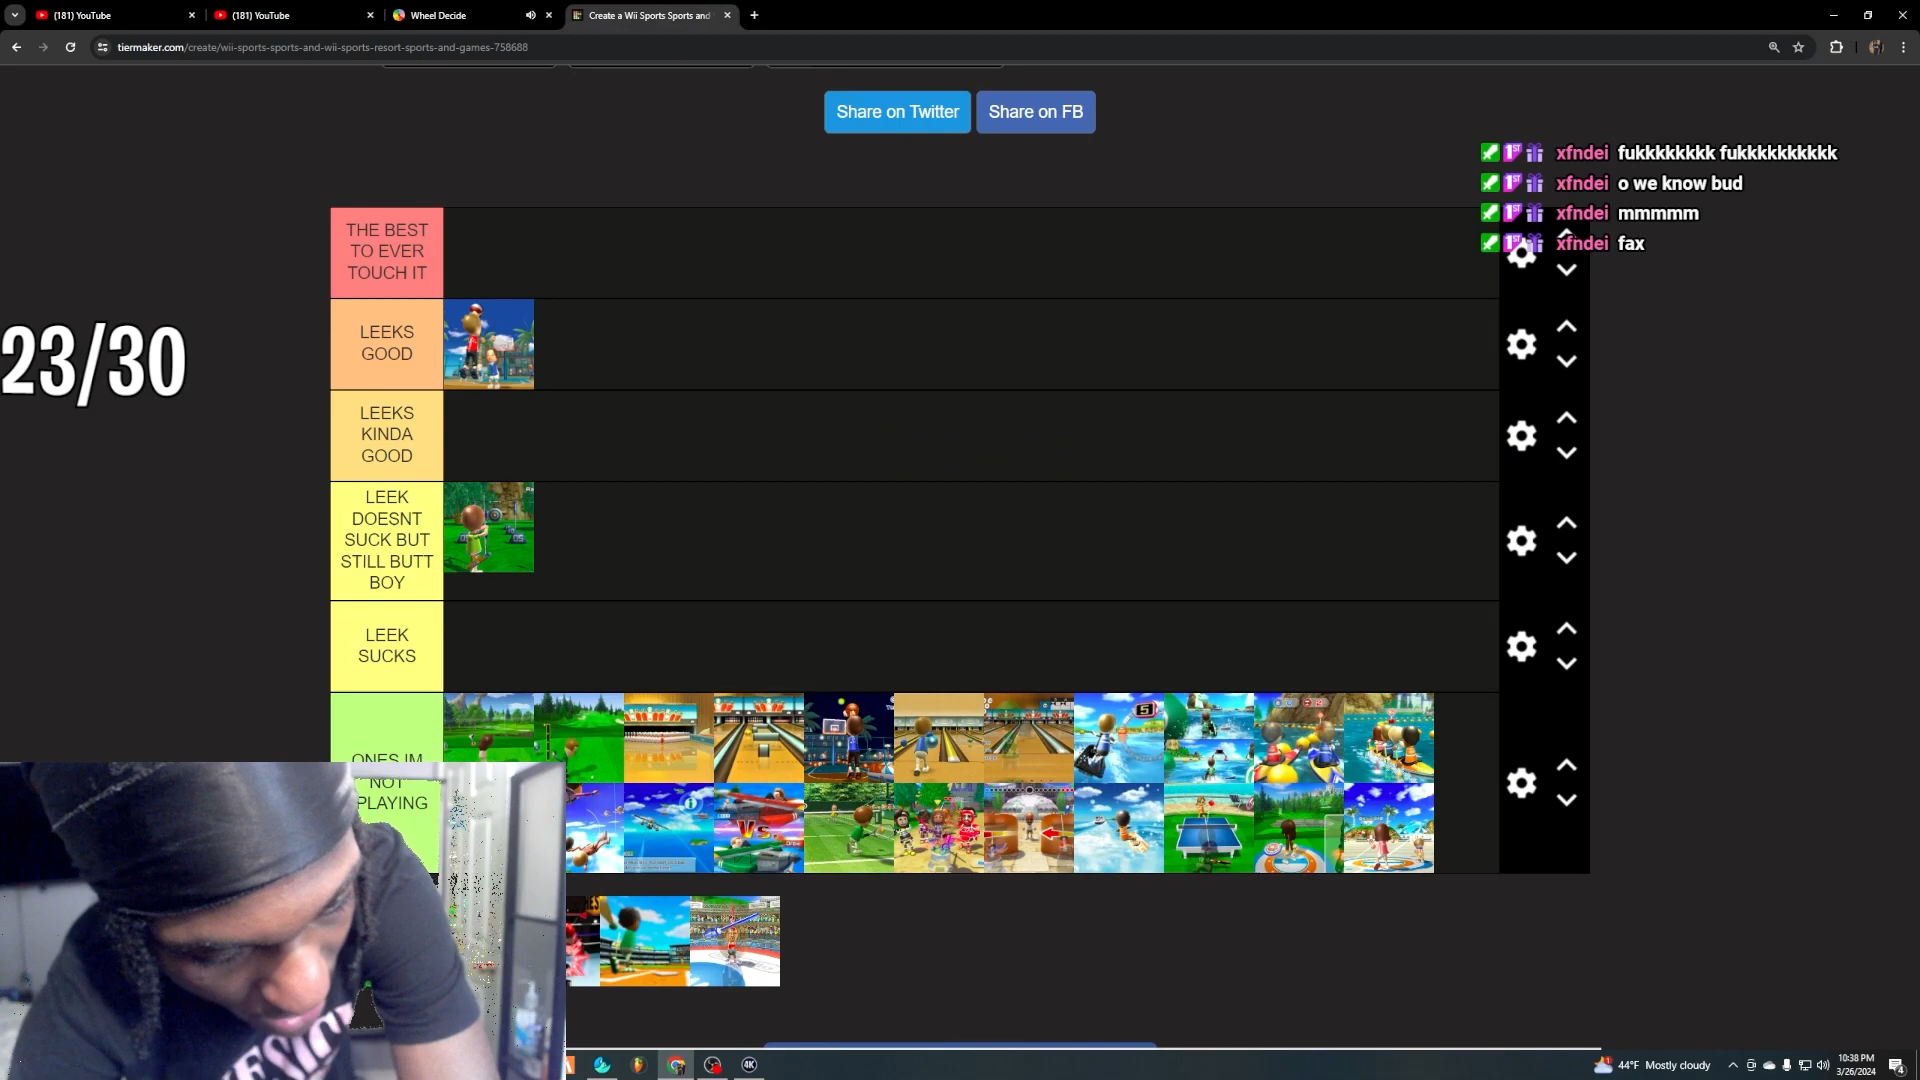 (181) YouTube
(181) YouTube
Wheel Decide
Create a Wii Sports Sports and
tiermaker.com/create/wii-sports-sports-and-wii-sports-resort-sports-and-games-758688
Share on Twitter
Share on FB
xfndei fukkkkkkkk fukkkkkkkkkk
xfndei o we know bud
xfndei mmmmm
xfndei fax
THE BEST
TO EVER
TOUCH IT
23/30
LEEKS
GOOD
LEEKS
KINDA
GOOD
LEEK
DOESNT
SUCK BUT
STILL BUTT
BOY
LEEK
SUCKS
ONES IM
NOT
PLAYING
Vs
4K
44°F Mostly cloudy
10:38 PM
3/26/2024